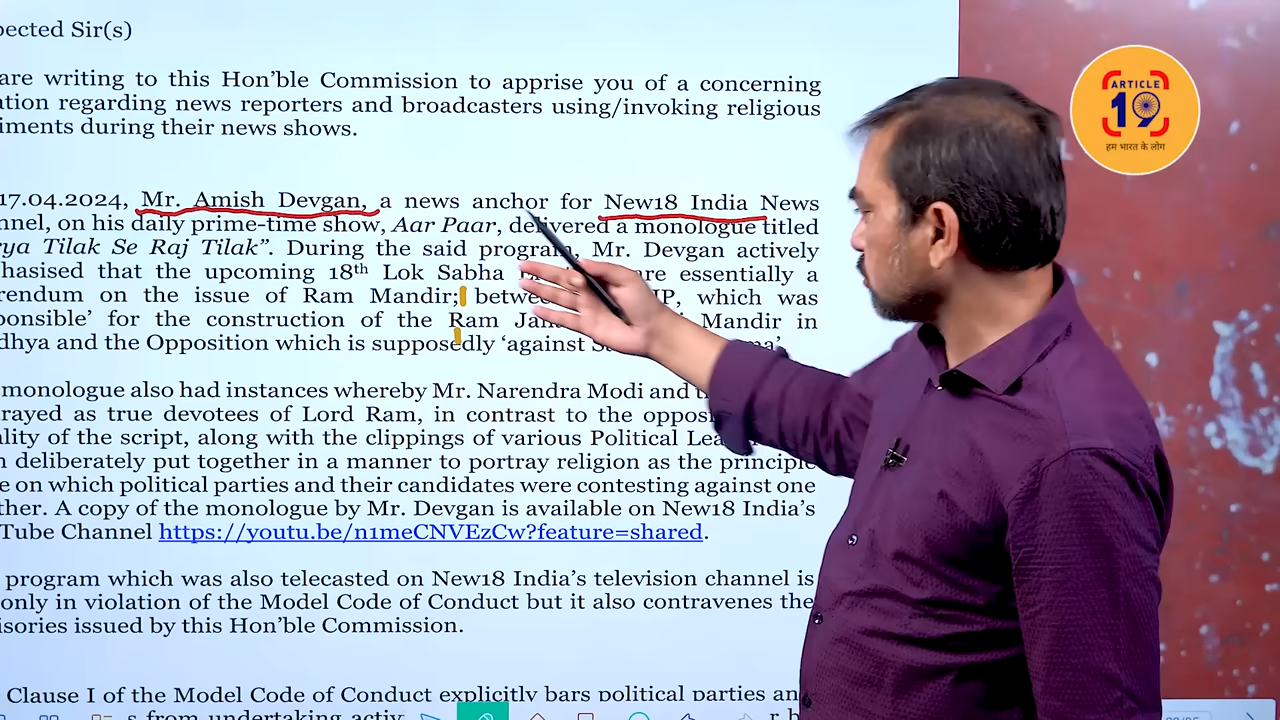 pected Sir(s)
are writing to this Hon'ble Commission to apprise you of a concerning
ation regarding news reporters and broadcasters using/invoking religious
iments during their news shows.
17.04.2024, Mr. Amish Devgan, a news anchor for New18 India News
nnel, on his daily prime-time show, Aar Paar, delivered a monologue titled
rya Tilak Se Raj Tilak”. During the said program, Mr. Devgan actively
hasised that the upcoming 18th Lok Sabha are essentially a
rendum on the issue of Ram Mandir; JP, which was
ponsible’ for the construction of the Ram Mandir in
dhya and the Opposition which is supposedly ‘against
monologue also had instances whereby Mr. Narendra Modi and
rayed as true devotees of Lord Ram, in contrast to the
lity of the script, along with the clippings of various Political
n deliberately put together in a manner to portray religion as the principle
e on which political parties and their candidates were contesting against one
ther. A copy of the monologue by Mr. Devgan is available on New18 India’s
Tube Channel https://youtu.be/n1meCNVEzCw?feature=shared.
program which was also telecasted on New18 India’s television channel is
only in violation of the Model Code of Conduct but it also contravenes the
isories issued by this Hon’ble Commission.
Clause I of the Model Code of Conduct explicitly bars political parties an
s from undertaking activ
ARTICLE
19
हम भारत के लोग